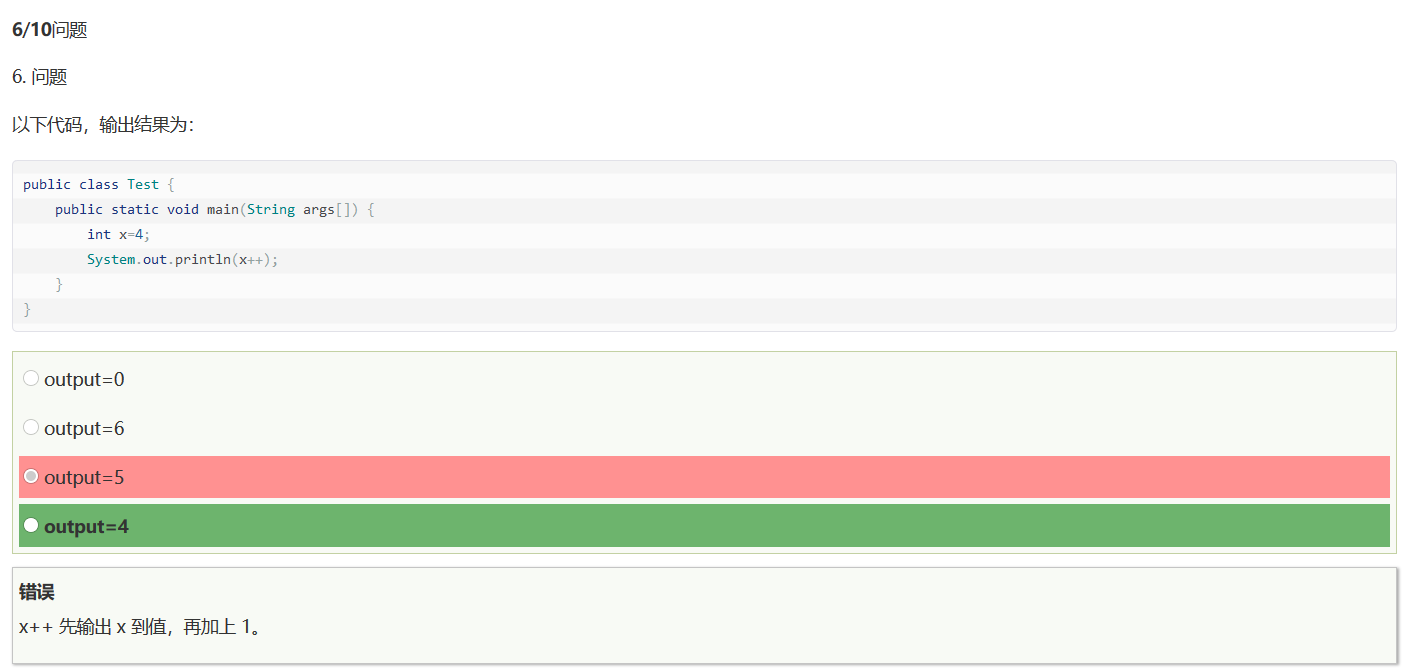 6/10问题
6. 问题
以下代码，输出结果为：
public class Test {
    public static void main(String args[]) {
        int x=4;
        System.out.println(x++);
    }
}
output=0
output=6
output=5
output=4
错误
x++ 先输出 x 到值，再加上 1。